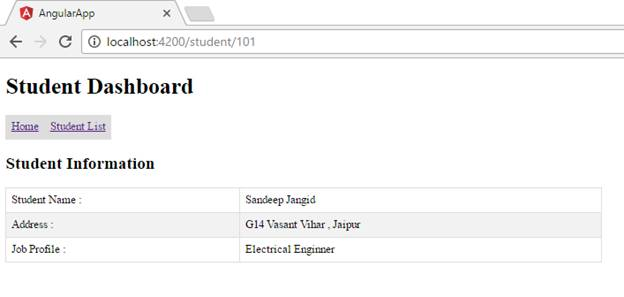 AngularApp
localhost:4200/student/101
Student Dashboard
Home Student List
Student Information
Student Name : Sandeep Jangid
Address : G14 Vasant Vihar , Jaipur
Job Profile : Electrical Enginner